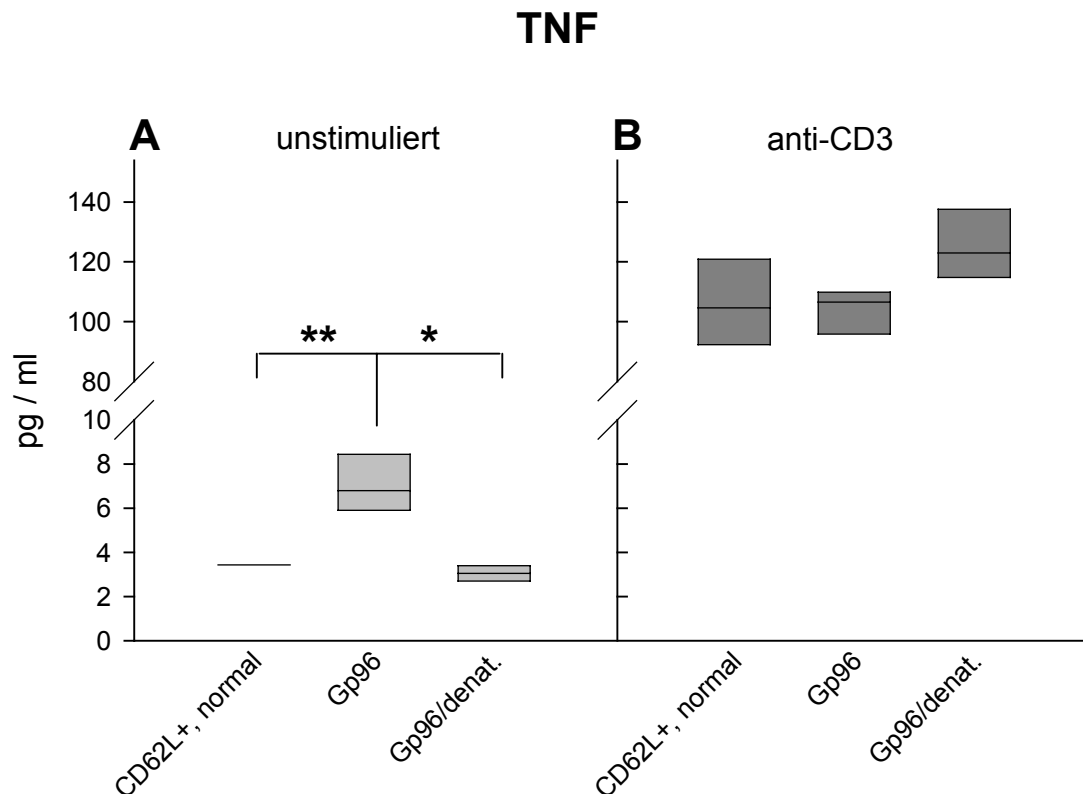 TNF
A unstimuliert B anti-CD3
pg / ml
140
120
100
80
10
8
6
4
2
0
** *
CD62L+, normal
Gp96
Gp96/denat.
CD62L+, normal
Gp96
Gp96/denat.